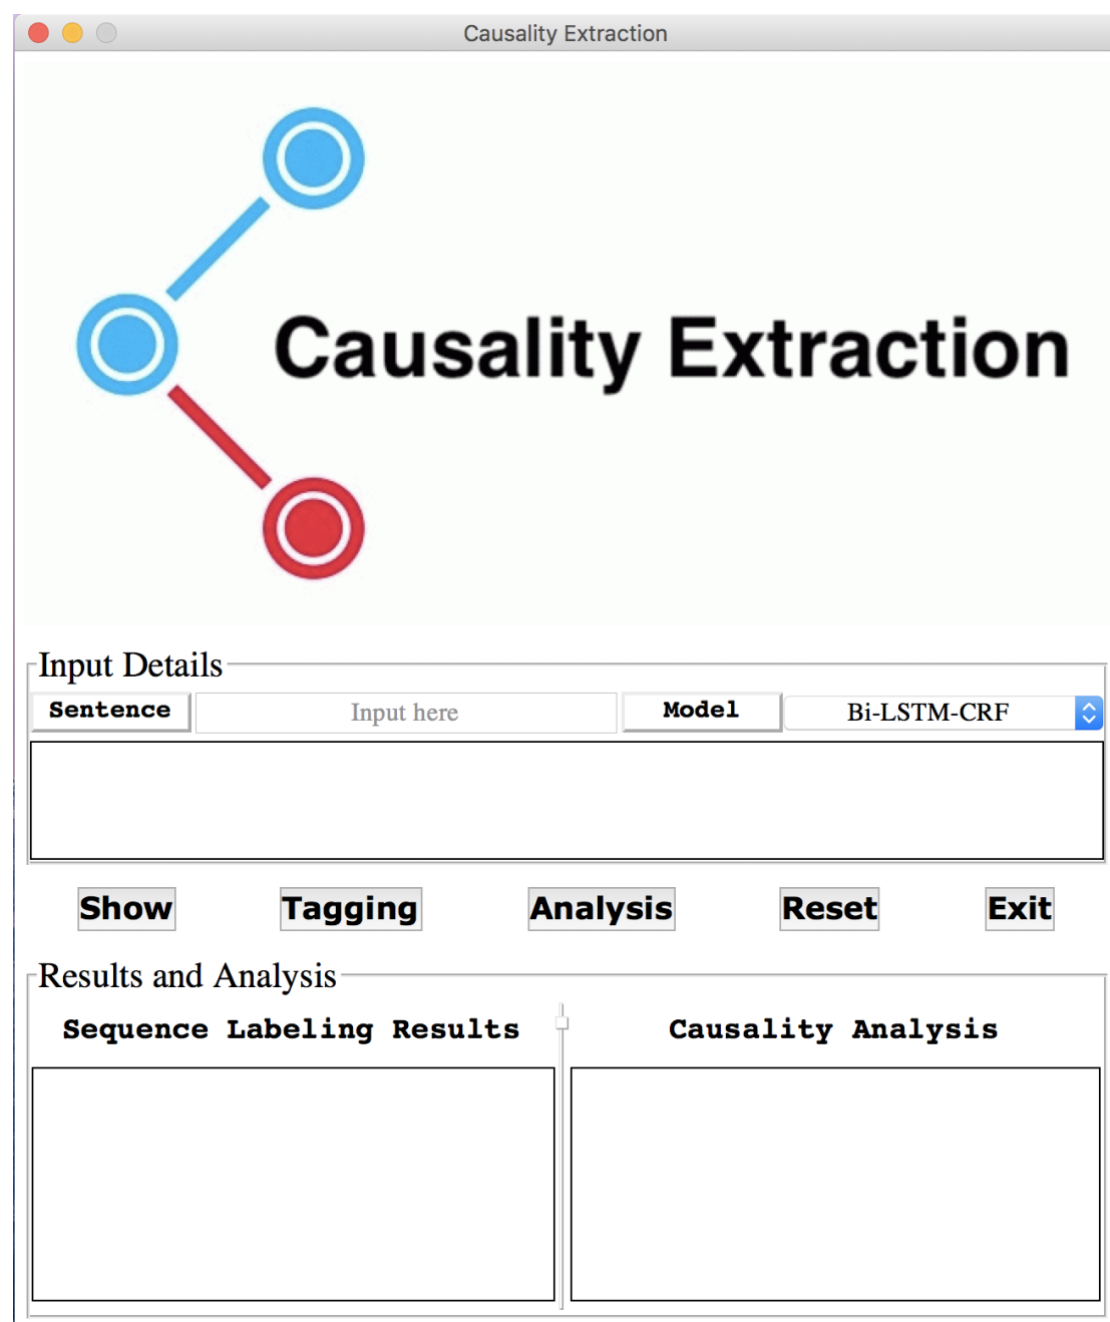 Causality Extraction
Causality Extraction
Input Details
Sentence Input here Model Bi-LSTM-CRF
Show Tagging Analysis Reset Exit
Results and Analysis
Sequence Labeling Results Causality Analysis